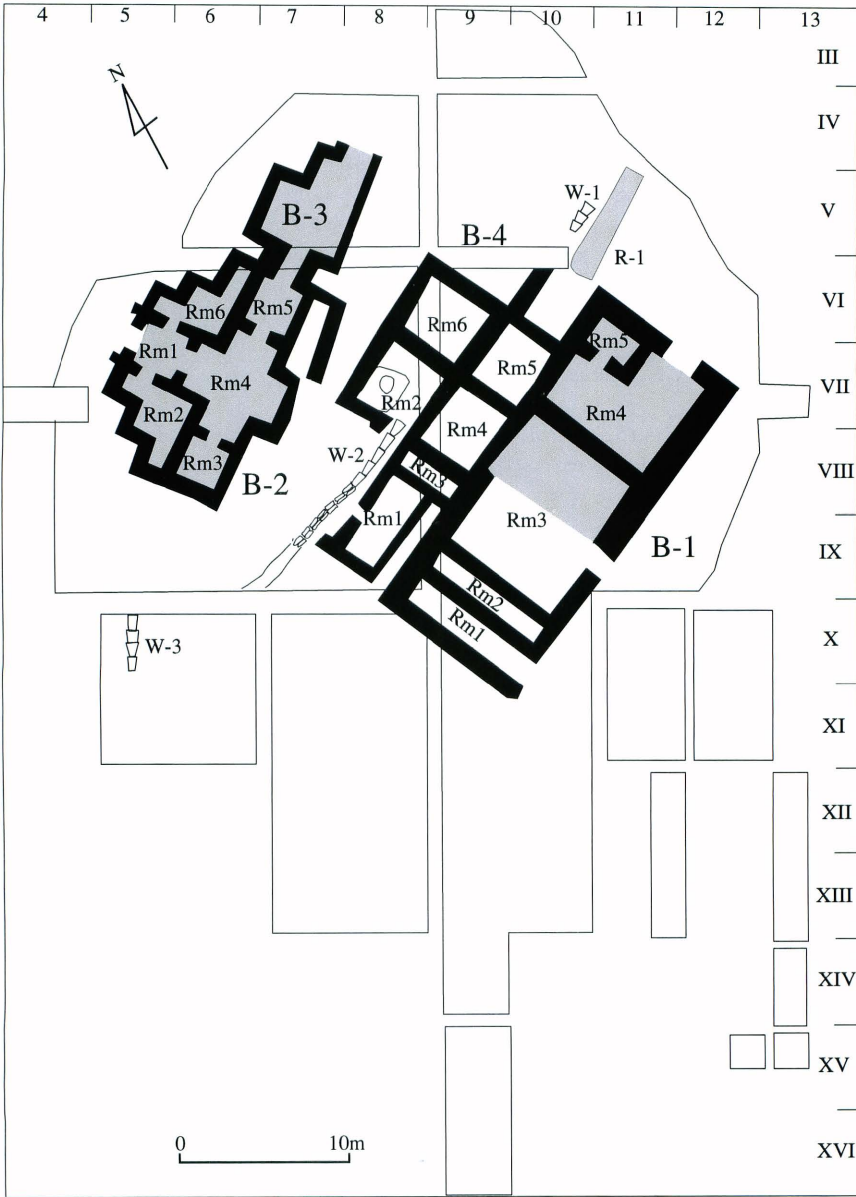 4 5 6 7 8 9 10 11 12 13
III
N
IV
W-1
V
B-3
B-4
R-1
VI
Rm6
Rm5
Rm6
Rm5
Rm1
Rm5
Rm4
Rm2
Rm4
VII
Rm2
Rm4
W-2
Rm3
Rm3
VIII
B-2
Rm1
Rm3
B-1
IX
Rm2
Rm1
W-3
X
XI
XII
XIII
XIV
XV
0 10m
XVI